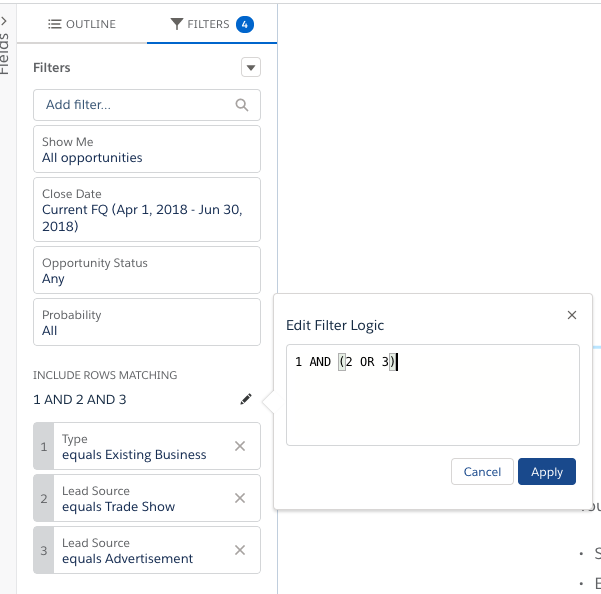 Fields
OUTLINE
FILTERS 4
Filters
Add filter...
Show Me
All opportunities
Close Date
Current FQ (Apr 1, 2018 - Jun 30,
2018)
Opportunity Status
Any
Probability
All
INCLUDE ROWS MATCHING
1 AND 2 AND 3
1
Type
equals Existing Business
2
Lead Source
equals Trade Show
3
Lead Source
equals Advertisement
Edit Filter Logic
1 AND (2 OR 3)
Cancel
Apply